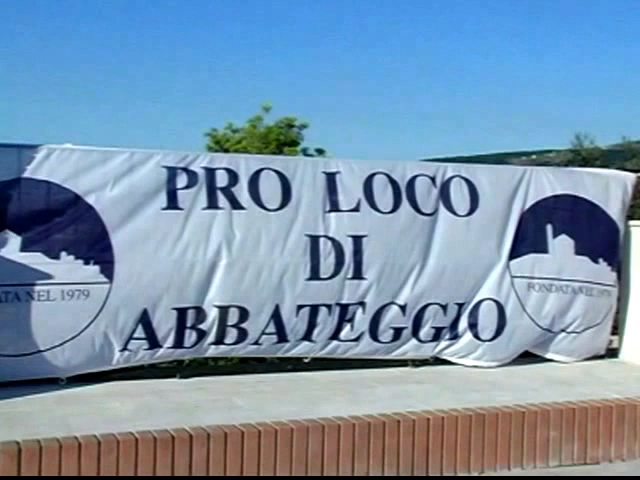 PRO LOCO
DI
ABBATEGGIO
ATA NEL 1979
FONDATA NEL 1979